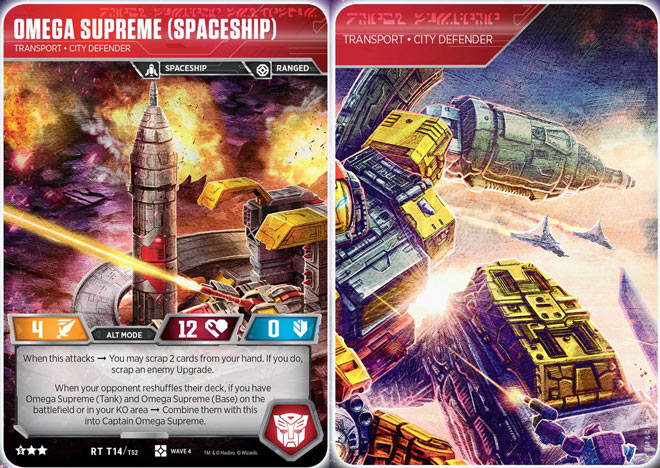 OMEGA SUPREME (SPACESHIP)
TRANSPORT • CITY DEFENDER
SPACESHIP
RANGED
4
ALT MODE
12
0
When this attacks → You may scrap 2 cards from your hand. If you do,
scrap an enemy Upgrade.
When your opponent reshuffles their deck, if you have
Omega Supreme (Tank) and Omega Supreme (Base) on the
battlefield or in your KO area → Combine them with this
into Captain Omega Supreme.
RT T14/T52
WAVE 4
TM & © Hasbro. © Wizards.
TRANSPORT • CITY DEFENDER